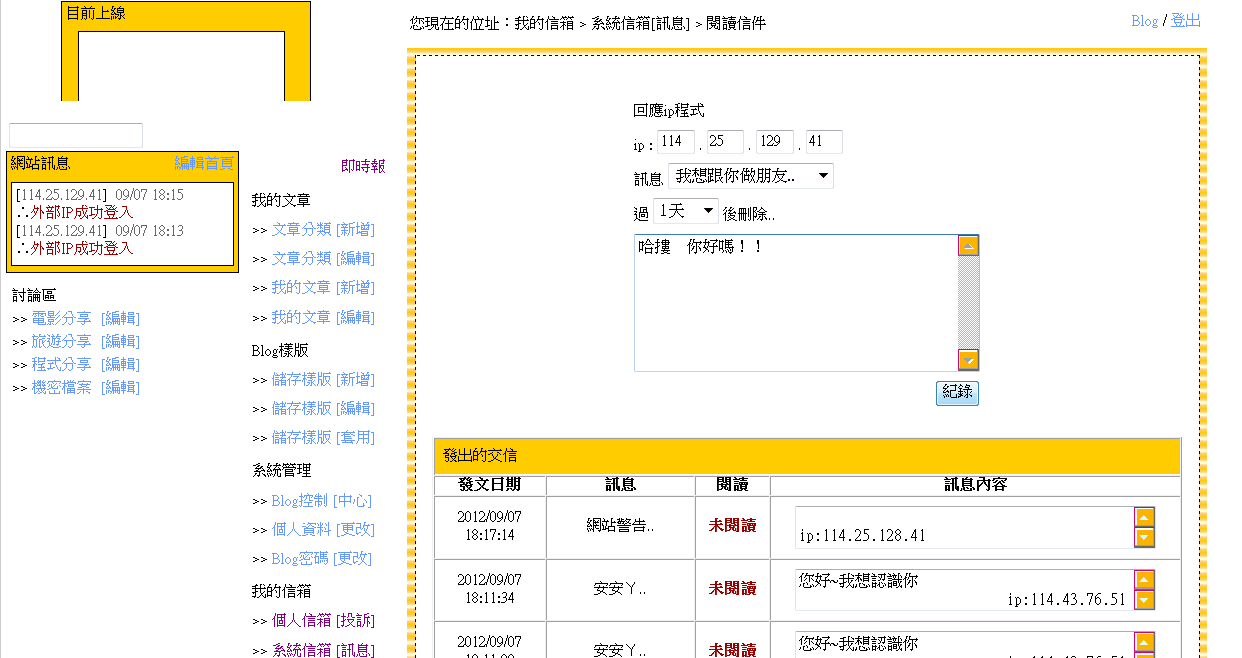 目前上線
您現在的位址：我的信箱 > 系統信箱[訊息] > 閱讀信件
Blog / 登出
網站訊息 編輯首頁
[114.25.129.41] 09/07 18:15
∴外部IP成功登入
[114.25.129.41] 09/07 18:13
∴外部IP成功登入
討論區
>> 電影分享 [編輯]
>> 旅遊分享 [編輯]
>> 程式分享 [編輯]
>> 機密檔案 [編輯]
即時報
我的文章
>> 文章分類 [新增]
>> 文章分類 [編輯]
>> 我的文章 [新增]
>> 我的文章 [編輯]
Blog樣版
>> 儲存樣版 [新增]
>> 儲存樣版 [編輯]
>> 儲存樣版 [套用]
系統管理
>> Blog控制 [中心]
>> 個人資料 [更改]
>> Blog密碼 [更改]
我的信箱
>> 個人信箱 [投訴]
>> 系統信箱 [訊息]
回應ip程式
ip : 114 . 25 . 129 . 41
訊息 我想跟你做朋友..
過 1天 後刪除..
哈摟　你好嗎！！
紀錄
發出的交信
發文日期 訊息 閱讀 訊息內容
2012/09/07
18:17:14
網站警告..
未閱讀
ip:114.25.128.41
2012/09/07
18:11:34
安安ㄚ..
未閱讀
您好~我想認識你
ip:114.43.76.51
2012/09/07
安安ㄚ..
未閱讀
您好~我想認識你